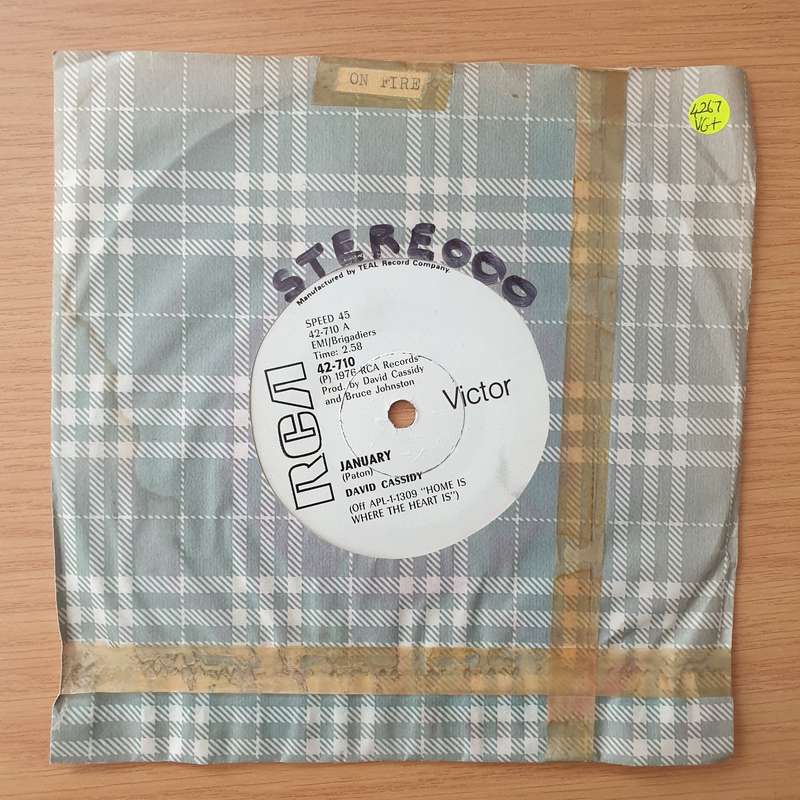 ON FIRE
4267
VG+
STEREOOO
Manufactured by TEAL Record Company.
SPEED 45
42-710 A
EMI/Brigadiers
Time: 2.58
42-710
(P) 1976 RCA Records
Prod. by David Cassidy
and Bruce Johnston
RCA
Victor
JANUARY
(Paton)
DAVID CASSIDY
(Off APL-1-1309 "HOME IS
WHERE THE HEART IS")